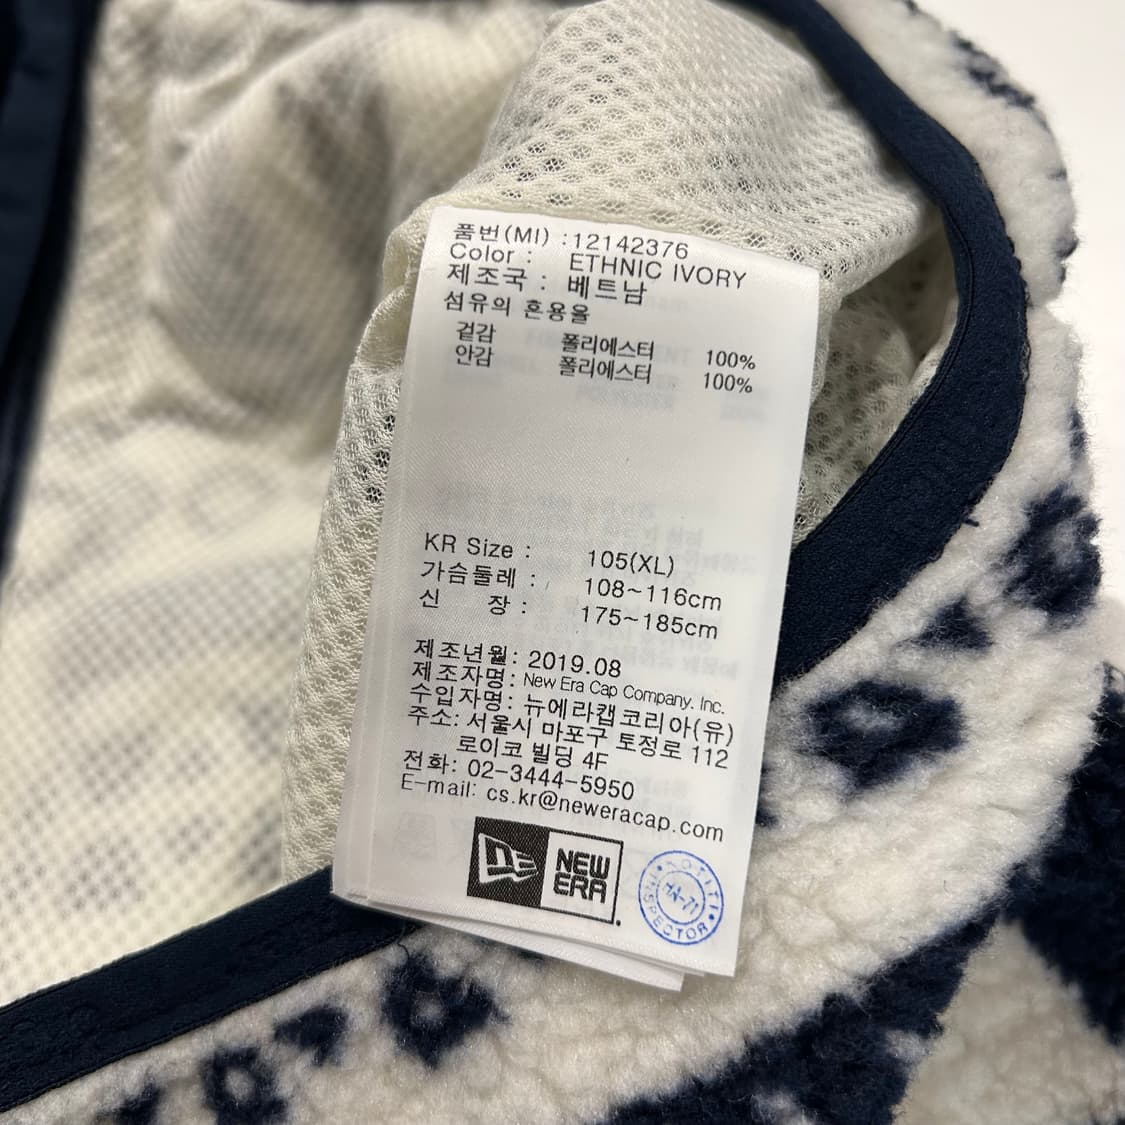 품번(MI) :12142376
Color : ETHNIC IVORY
제조국 : 베트남
섬유의 혼용율
겉감 폴리에스터 100%
안감 폴리에스터 100%
KR Size : 105(XL)
가슴둘레 : 108~116cm
신 장 : 175~185cm
제조년월: 2019.08
제조자명: New Era Cap Company. Inc.
수입자명: 뉴에라캡코리아(유)
주소: 서울시 마포구 토정로 112
로이코 빌딩 4F
전화: 02-3444-5950
E-mail: cs.kr@neweracap.com
NEW
ERA
KOTITI
INSPECTOR